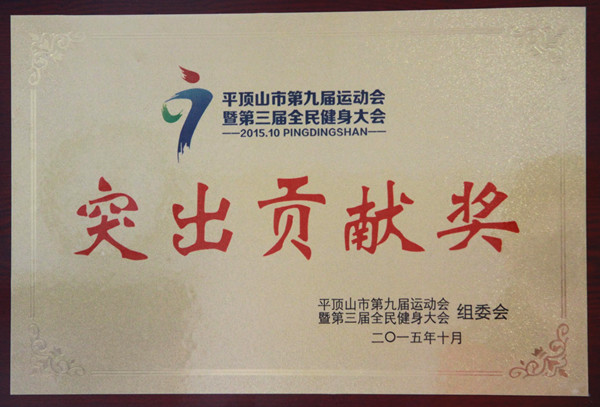 平顶山市第九届运动会
暨第三届全民健身大会
2015.10 PINGDINGSHAN
突出贡献奖
平顶山市第九届运动会
暨第三届全民健身大会 组委会
二〇一五年十月